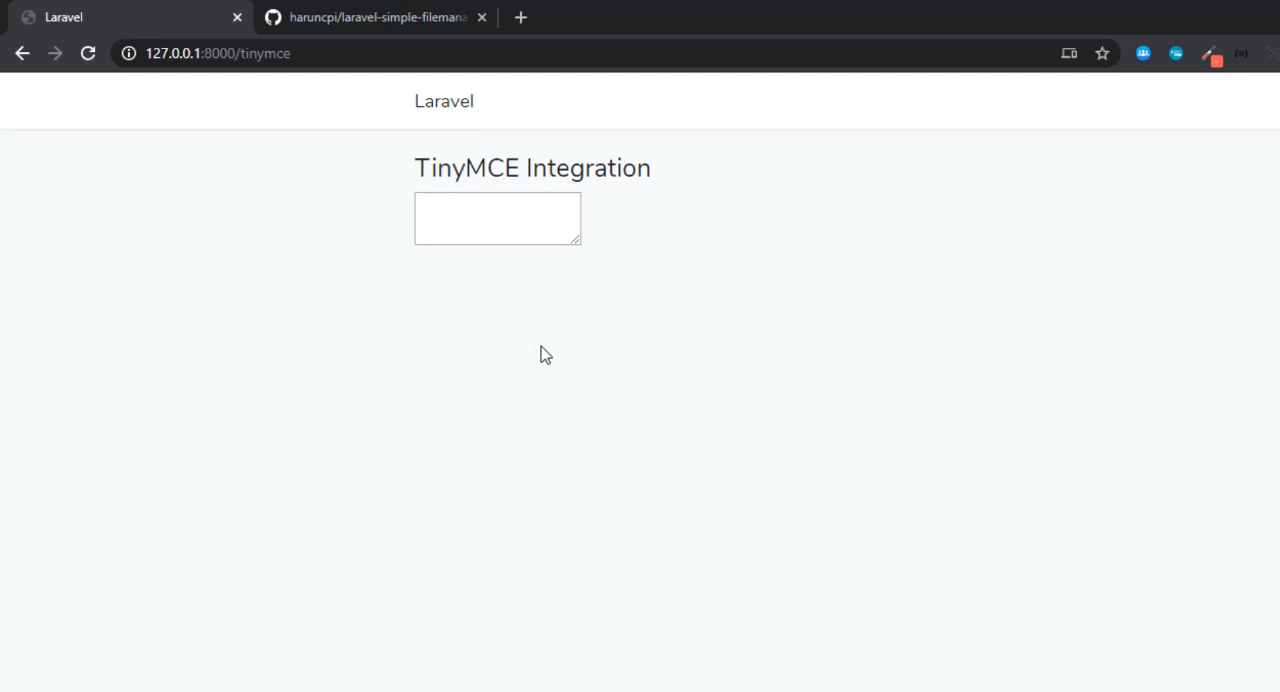 Laravel
haruncpi/laravel-simple-filemana
127.0.0.1:8000/tinymce
Laravel
TinyMCE Integration